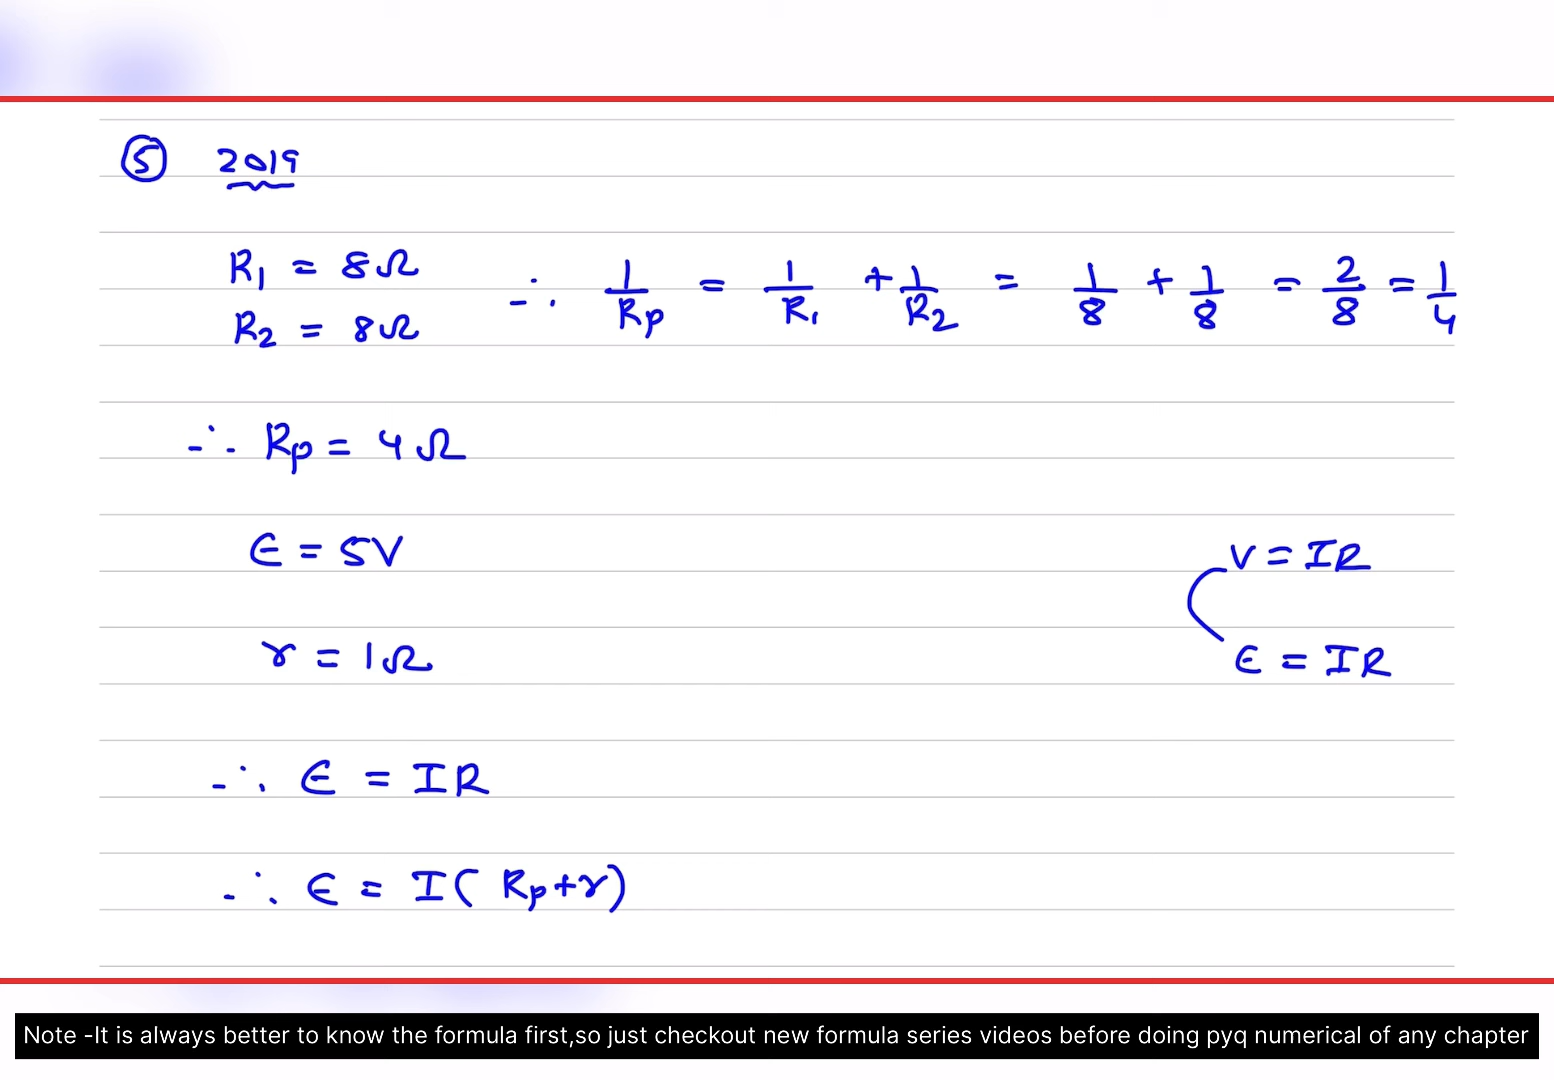 ⑤ 2019
R₁ = 8Ω
R₂ = 8Ω
∴ 1/Rp = 1/R₁ + 1/R₂ = 1/8 + 1/8 = 2/8 = 1/4
∴ Rp = 4Ω
ϵ = 5V
V = IR
r = 1Ω
ϵ = IR
∴ ϵ = IR
∴ ϵ = I( Rp+r)
Note -It is always better to know the formula first,so just checkout new formula series videos before doing pyq numerical of any chapter